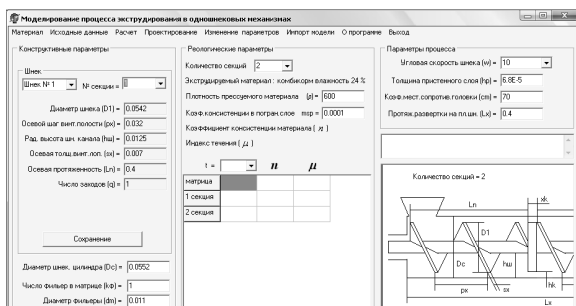 Моделирование процесса экструдирования в одношнековых механизмах
Материал Исходные данные Расчет Проектирование Изменение параметров Импорт модели О программе Выход
Конструктивные параметры
Шнек
Шнек № 1 № секции =
Диаметр шнека (D1) = 0.0542
Осевой шаг винт.полости (px) = 0.032
Рад. высота шн. канала (hш) = 0.0125
Осевая толщ.винт.лоп. (sx) = 0.007
Осевая протяженность (Ln) = 0.4
Число заходов (q) = 1
Сохранение
Диаметр шнек. цилиндра (Dc) = 0.0552
Число фильер в матрице (kф) = 1
Диаметр фильеры (dm) = 0.011
Реологические параметры
Количество секций 2
Экструдируемый материал : комбикорм влажность 24 %
Плотность прессуемого материала (ρ) = 600
Коэф.консистенции в погран.слое msp = 0.0001
Коэффициент консистенции материала ( n )
Индекс течения ( μ )
t = n μ
матрица
1 секция
2 секция
Параметры процесса
Угловая скорость шнека (w) = 10
Толщина пристенного слоя (hp) = 6.8E-5
Коэф.мест.сопротив.головки (cm) = 70
Протяж.развертки на пл.шн. (Lx) = 0.4
Количество секций = 2
Ln
xk
D1
Dc
hш
px
sx
hk
Lx